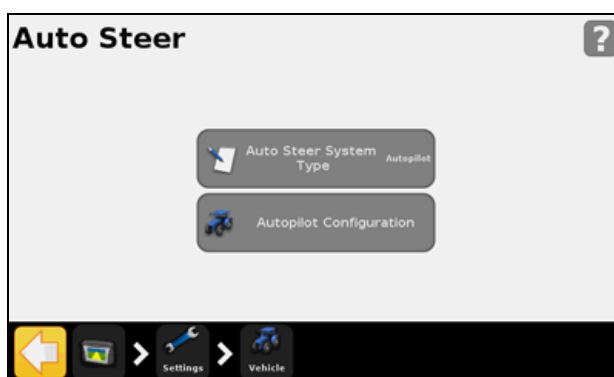 Auto Steer
?
Auto Steer System
Type
Autopilot
Autopilot Configuration
Settings
Vehicle